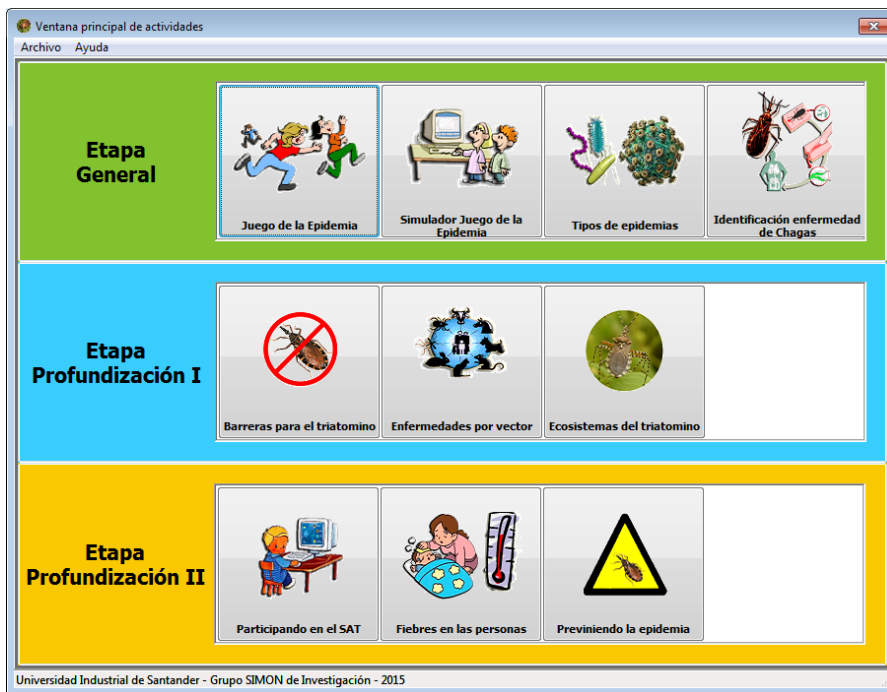 Ventana principal de actividades
Archivo Ayuda
Etapa
General
Juego de la Epidemia
Simulador Juego de la
Epidemia
Tipos de epidemias
Identificación enfermedad
de Chagas
Etapa
Profundización I
Barreras para el triatomino
Enfermedades por vector
Ecosistemas del triatomino
Etapa
Profundización II
Participando en el SAT
Fiebres en las personas
Previniendo la epidemia
Universidad Industrial de Santander - Grupo SIMON de Investigación - 2015